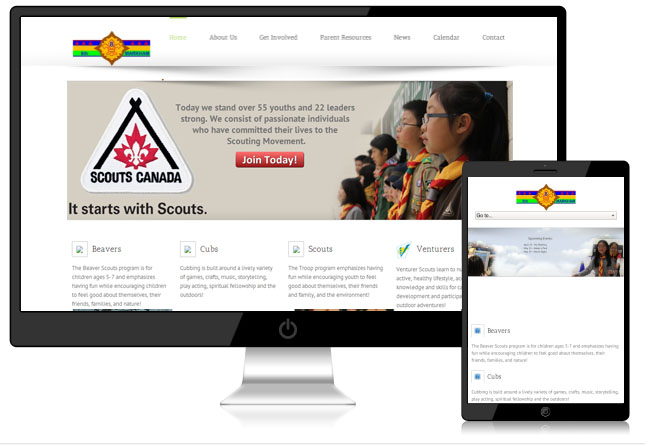 Home About Us Get Involved Parent Resources News Calendar Contact
Today we stand over 55 youths and 22 leaders
strong. We consist of passionate individuals
who have committed their lives to the
Scouting Movement.
Join Today!
SCOUTS CANADA
It starts with Scouts.
Beavers
The Beaver Scouts program is for
children ages 5-7 and emphasizes
having fun while encouraging children
to feel good about themselves, their
friends, families, and nature!
Cubs
Cubbing is built around a lively variety
of games, crafts, music, storytelling,
play acting, spiritual fellowship and the
outdoors!
Scouts
The Troop program emphasizes having
fun while encouraging youth to feel
good about themselves, their friends
and family, and the environment!
Venturers
Venturer Scouts learn to
active, healthy lifestyle,
knowledge and skills for
development and
outdoor adventures!
Go to...
Upcoming Events
Beavers
The Beaver Scouts program is for children ages 5-7 and emphasizes having
fun while encouraging children to feel good about themselves, their
friends, families, and nature!
Cubs
Cubbing is built around a lively variety of games, crafts, music, storytelling,
play acting, spiritual fellowship and the outdoors!